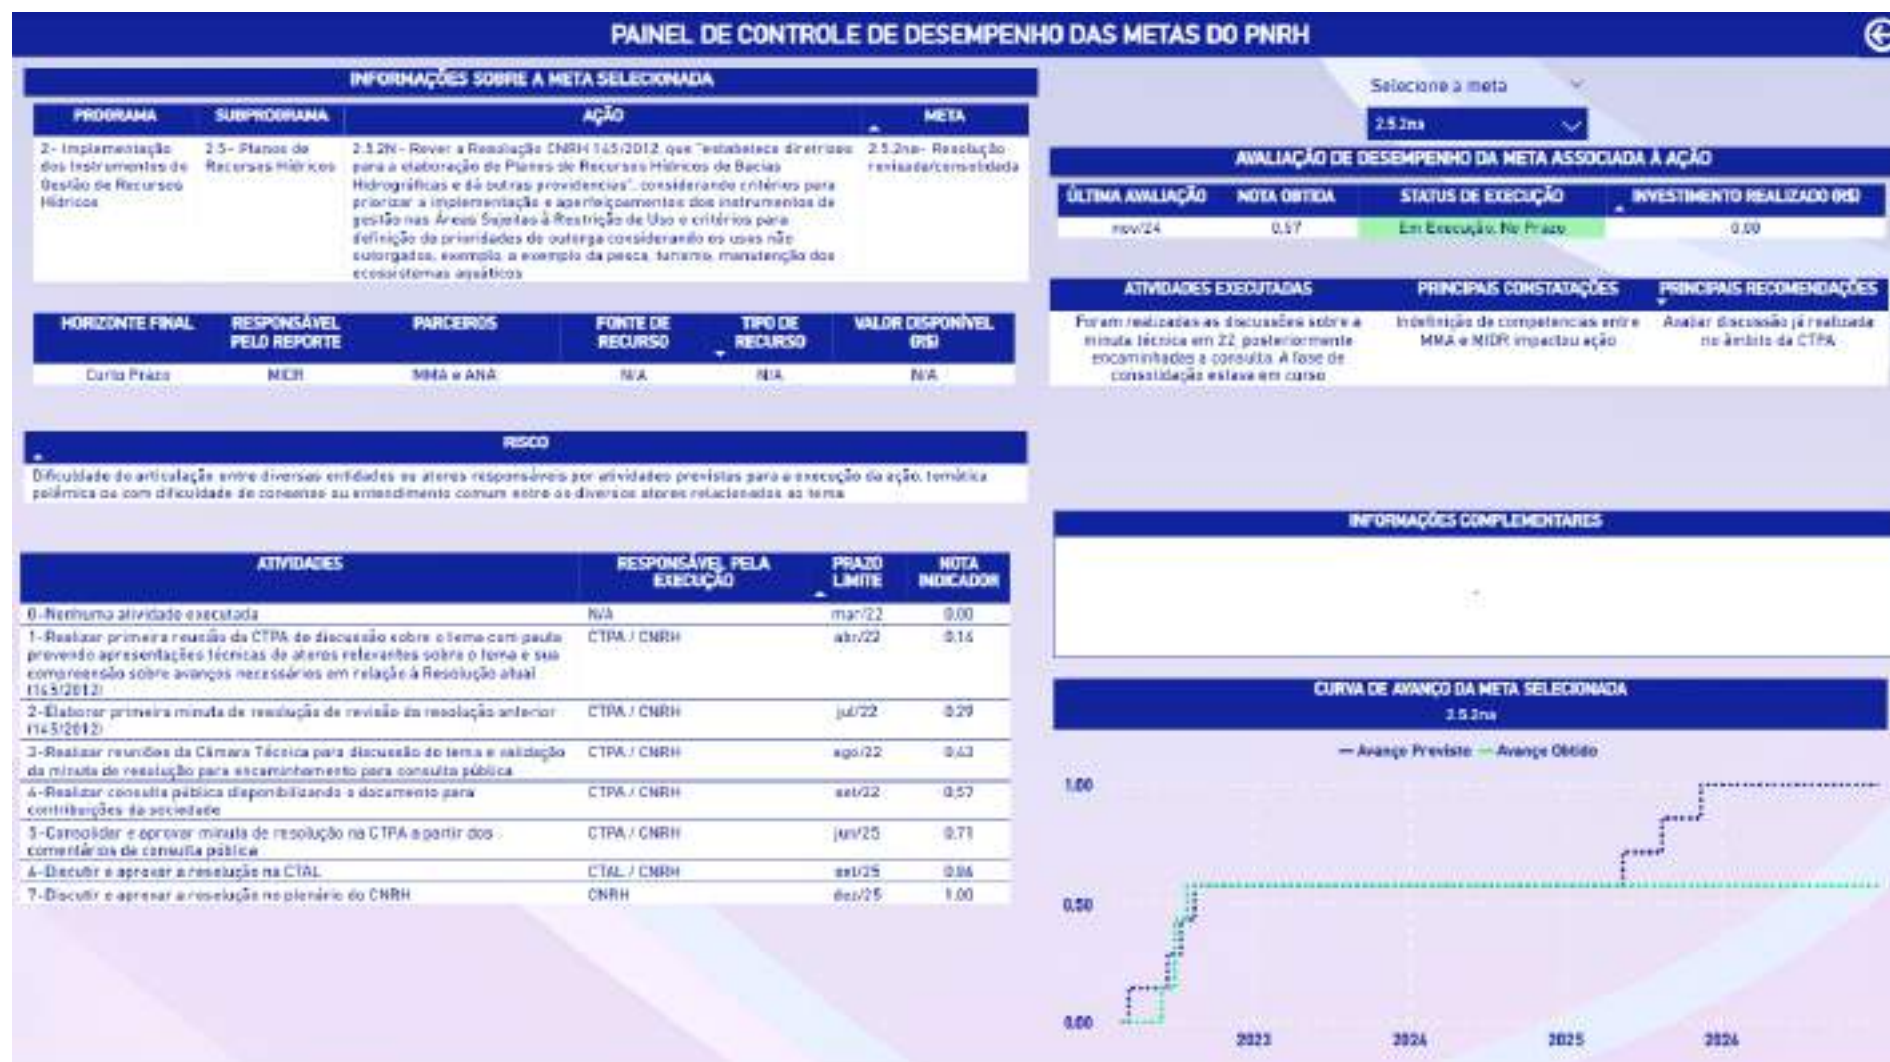 PAINEL DE CONTROLE DE DESEMPENHO DAS METAS DO PNRH
INFORMAÇÕES SOBRE A META SELECIONADA
PROGRAMA SUBPROGRAMA AÇÃO META
2- Implementação
dos Instrumentos de
Gestão de Recursos
Hídricos
2.5- Planos de
Recursos Hídricos
2.5.2N- Rever a Resolução CNRH 145/2012, que "estabelece diretrizes
para a elaboração de Planos de Recursos Hídricos de Bacias
Hidrográficas e dá outras providencias", considerando critérios para
priorizar a implementação e aperfeiçoamentos dos instrumentos de
gestão nas Áreas Sujeitas à Restrição de Uso e critérios para
definição de prioridades de outorga considerando os usos não
outorgados, exemplo, a exemplo da pesca, turismo, manutenção dos
ecossistemas aquáticos
2.5.2na- Resolução
revisada/consolidada
HORIZONTE FINAL
RESPONSÁVEL
PELO REPORTE
PARCEIROS
FONTE DE
RECURSO
TIPO DE
RECURSO
VALOR DISPONÍVEL
(R$)
Curto Prazo MIDR MMA e ANA N/A N/A N/A
RISCO
Dificuldade de articulação entre diversas entidades ou atores responsáveis por atividades previstas para a execução da ação, temática
polêmica ou com dificuldade de consenso ou entendimento comum entre os diversos atores relacionados ao tema
ATIVIDADES
RESPONSÁVEL PELA
EXECUÇÃO
PRAZO
LIMITE
NOTA
INDICADOR
0-Nenhuma atividade executada N/A mar/22 0.00
1-Realizar primeira reunião da CTPA de discussão sobre o tema com pauta CTPA / CNRH abr/22 0.14
prevendo apresentações técnicas de atores relevantes sobre o tema e sua
compreensão sobre avanços necessários em relação à Resolução atual
(145/2012)
2-Elaborar primeira minuta de resolução de revisão da resolução anterior CTPA / CNRH jul/22 0.29
(145/2012)
3-Realizar reuniões da Câmara Técnica para discussão do tema e validação CTPA / CNRH ago/22 0.43
da minuta de resolução para encaminhamento para consulta pública
4-Realizar consulta pública disponibilizando o documento para CTPA / CNRH set/22 0.57
contribuições da sociedade
5-Consolidar e aprovar minuta de resolução na CTPA a partir dos CTPA / CNRH jun/25 0.71
comentários de consulta pública
6-Discutir e aprovar a resolução na CTAL CTAL / CNRH set/25 0.86
7-Discutir e aprovar a resolução no plenário do CNRH CNRH dez/25 1.00
Selecione a meta
2.5.2na
AVALIAÇÃO DE DESEMPENHO DA META ASSOCIADA À AÇÃO
ÚLTIMA AVALIAÇÃO NOTA OBTIDA STATUS DE EXECUÇÃO INVESTIMENTO REALIZADO (R$)
nov/24 0,57 Em Execução, No Prazo 0,00
ATIVIDADES EXECUTADAS PRINCIPAIS CONSTATAÇÕES PRINCIPAIS RECOMENDAÇÕES
Foram realizadas as discussões sobre a
minuta técnica em 22, posteriormente
encaminhadas a consulta. A fase de
consolidação estava em curso
Indefinição de competencias entre
MMA e MIDR impactou ação
Avaliar discussão já realizada
no âmbito da CTPA
INFORMAÇÕES COMPLEMENTARES
-
CURVA DE AVANÇO DA META SELECIONADA
2.5.2na
Avanço Previsto Avanço Obtido
1.00
0.50
0.00
2023 2024 2025 2026